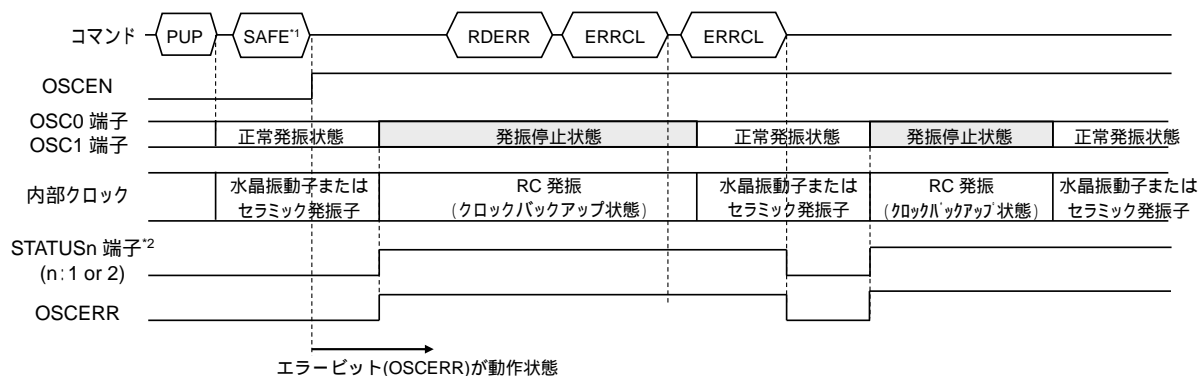 コマンド PUP SAFE*1 RDERR ERRCL ERRCL
OSCEN
OSC0 端子
OSC1 端子
正常発振状態 発振停止状態 正常発振状態 発振停止状態 正常発振状態
内部クロック
水晶振動子または
セラミック発振子
RC 発振
(クロックバックアップ状態)
水晶振動子または
セラミック発振子
RC 発振
(クロックバックアップ状態)
水晶振動子または
セラミック発振子
STATUSn 端子*2
(n:1 or 2)
OSCERR
エラービット(OSCERR)が動作状態